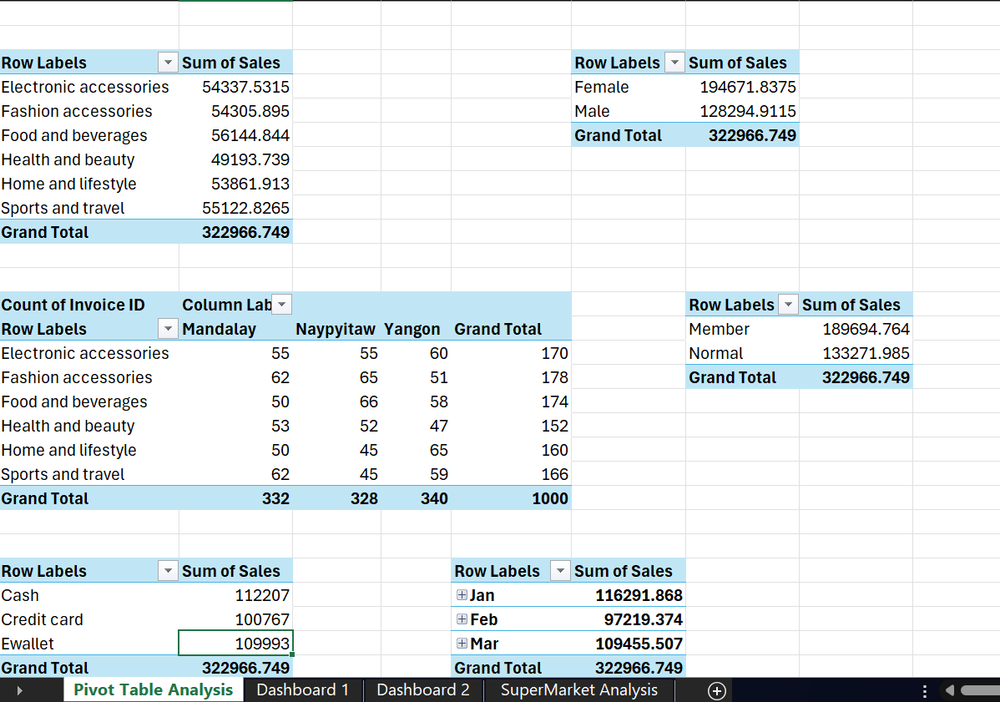 Row Labels Sum of Sales
Electronic accessories 54337.5315
Fashion accessories 54305.895
Food and beverages 56144.844
Health and beauty 49193.739
Home and lifestyle 53861.913
Sports and travel 55122.8265
Grand Total 322966.749
Row Labels Sum of Sales
Female 194671.8375
Male 128294.9115
Grand Total 322966.749
Count of Invoice ID Column Lab
Row Labels Mandalay Naypyitaw Yangon Grand Total
Electronic accessories 55 55 60 170
Fashion accessories 62 65 51 178
Food and beverages 50 66 58 174
Health and beauty 53 52 47 152
Home and lifestyle 50 45 65 160
Sports and travel 62 45 59 166
Grand Total 332 328 340 1000
Row Labels Sum of Sales
Member 189694.764
Normal 133271.985
Grand Total 322966.749
Row Labels Sum of Sales
Cash 112207
Credit card 100767
Ewallet 109993
Grand Total 322966.749
Row Labels Sum of Sales
Jan 116291.868
Feb 97219.374
Mar 109455.507
Grand Total 322966.749
Pivot Table Analysis Dashboard 1 Dashboard 2 SuperMarket Analysis